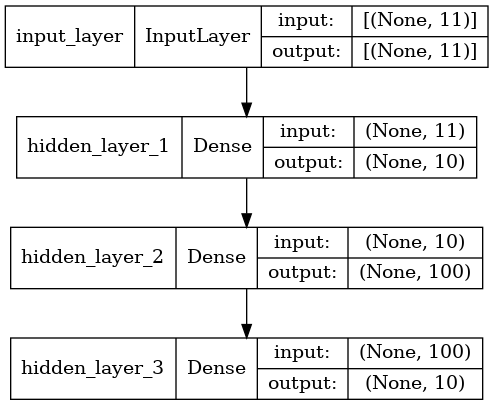 input_layer InputLayer input: [(None, 11)]
output: [(None, 11)]
hidden_layer_1 Dense input: (None, 11)
output: (None, 10)
hidden_layer_2 Dense input: (None, 10)
output: (None, 100)
hidden_layer_3 Dense input: (None, 100)
output: (None, 10)